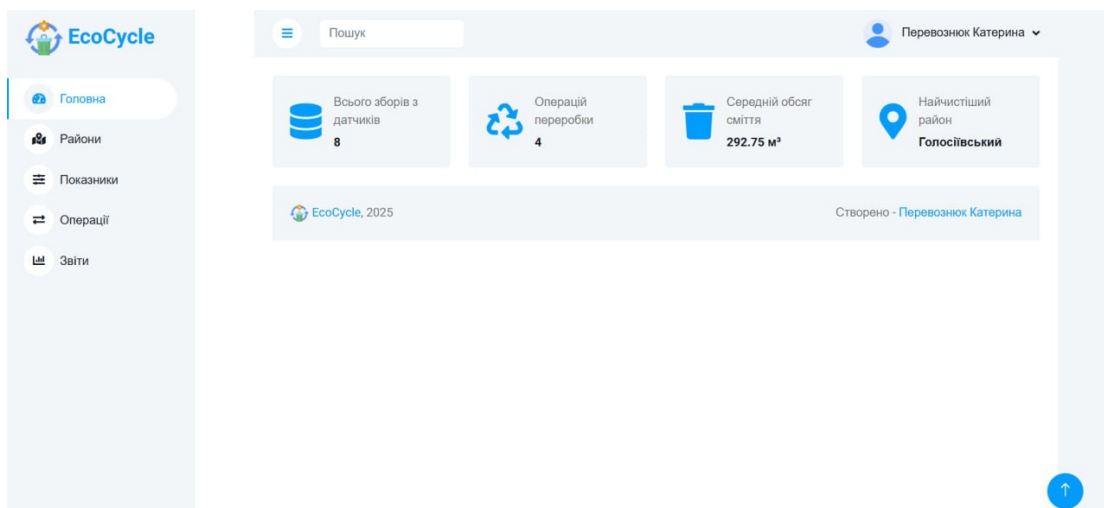 EcoCycle
Головна
Райони
Показники
Операції
Звіти
Пошук
Перевознюк Катерина
Всього зборів з
датчиків
8
Операцій
переробки
4
Середній обсяг
сміття
292.75 м³
Найчистіший
район
Голосіївський
EcoCycle, 2025
Створено - Перевознюк Катерина